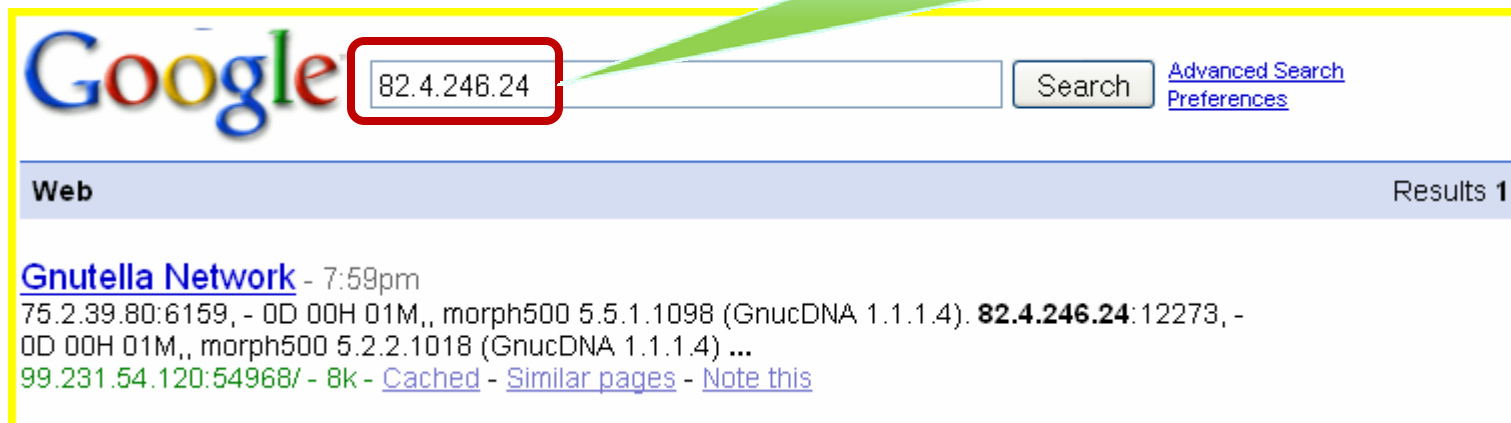 Google 82.4.246.24 Search Advanced Search
Preferences
Web Results 1
Gnutella Network - 7:59pm
75.2.39.80:6159, - 0D 00H 01M,, morph500 5.5.1.1098 (GnucDNA 1.1.1.4). 82.4.246.24:12273, -
0D 00H 01M,, morph500 5.2.2.1018 (GnucDNA 1.1.1.4) ...
99.231.54.120:54968/ - 8k - Cached - Similar pages - Note this